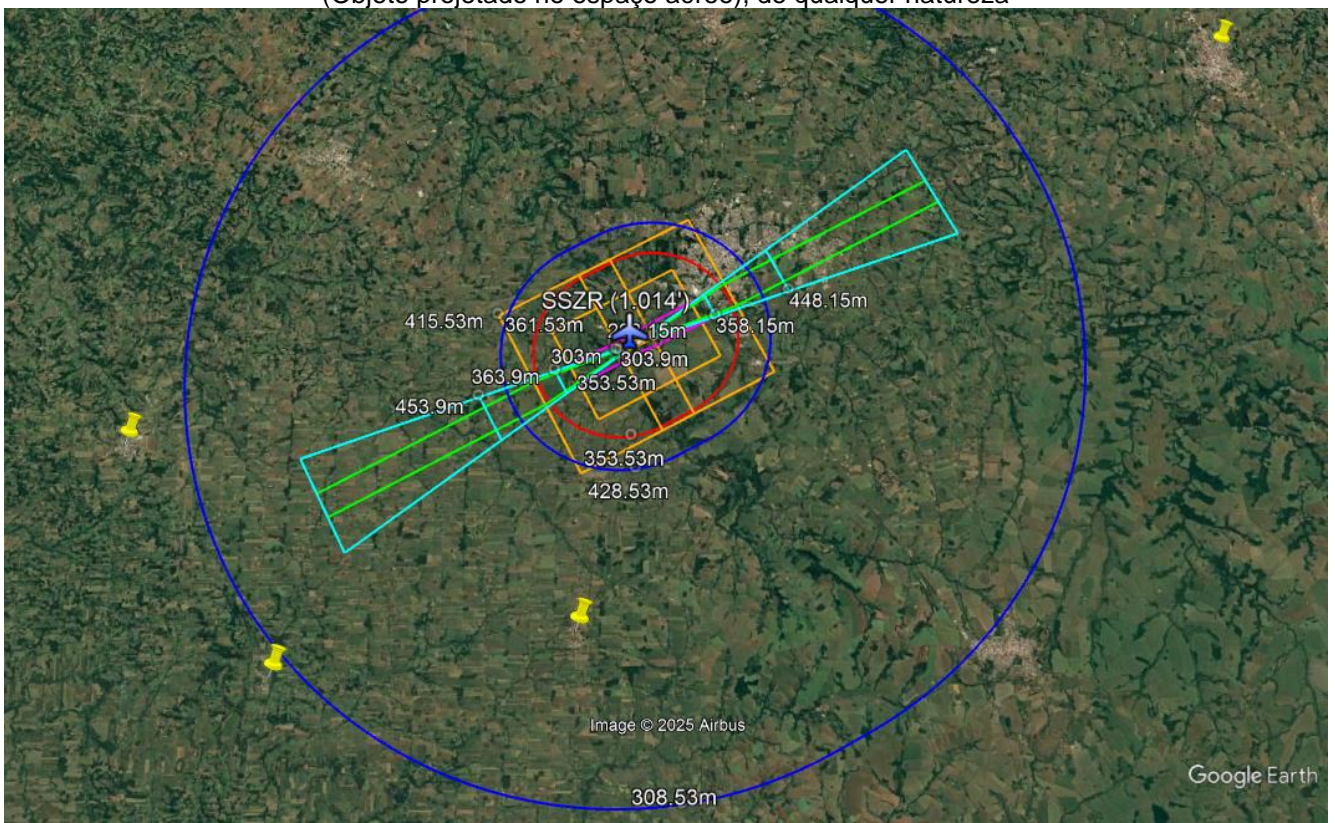 (Objeto projetado no espaço aéreo), de qualquer natureza
SSZR (1.014')
415.53m
361.53m
15m
358.15m
448.15m
303m
303.9m
363.9m
353.53m
453.9m
353.53m
428.53m
Image © 2025 Airbus
Google Earth
308.53m